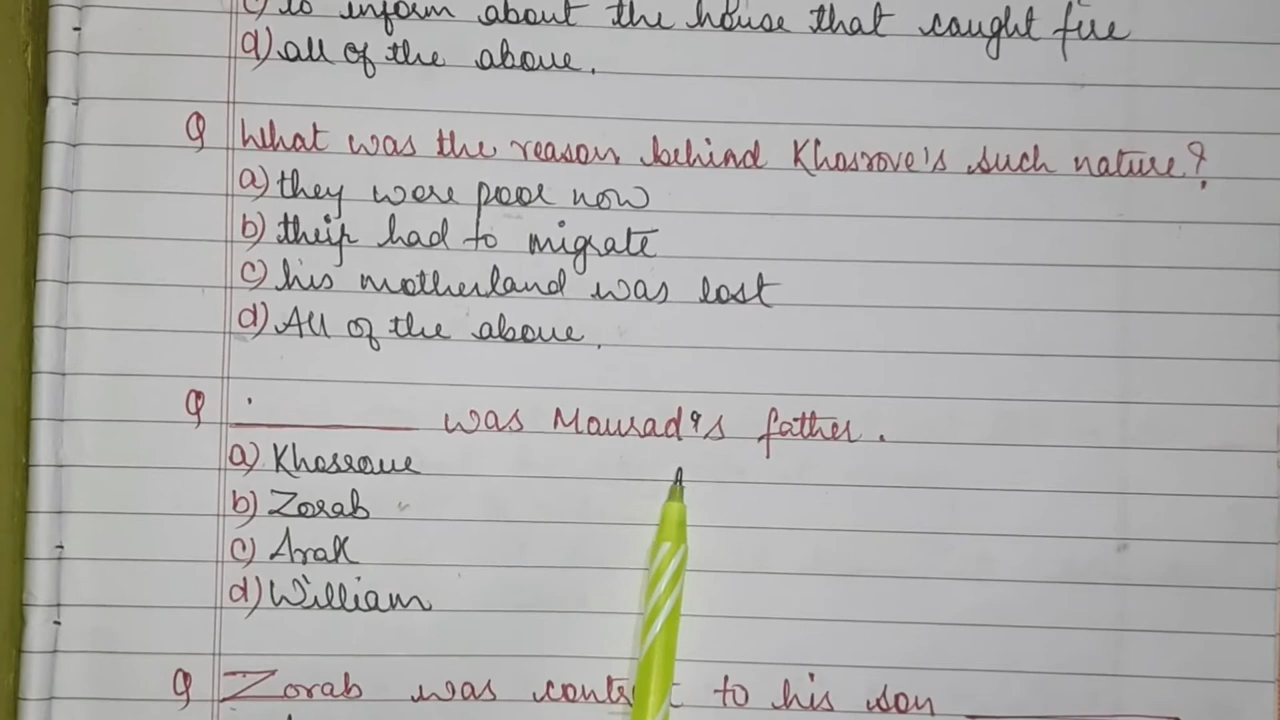 c) to inform about the house that caught fire
d) all of the above.
Q What was the reason behind Khosrove's such nature?
a) they were poor now
b) they had to migrate
c) his motherland was lost
d) All of the above.
Q ________ was Mourad's father.
a) Khosrove
b) Zorab
c) Arak
d) William
Q Zorab was to his son ________